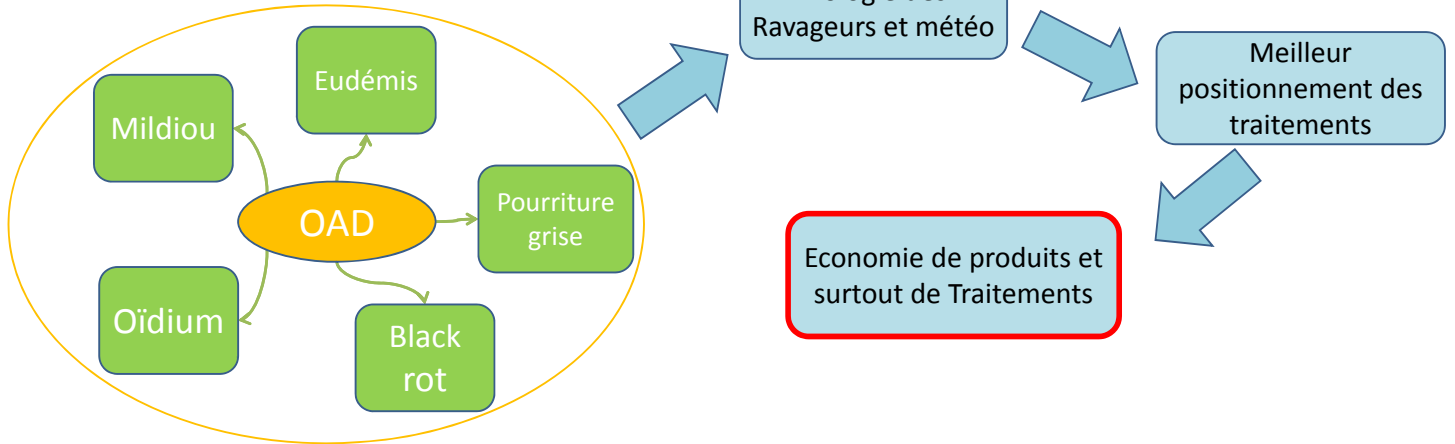 Ravageurs et météo
Meilleur
positionnement des
traitements
Eudémis
Mildiou
OAD
Pourriture
grise
Oïdium
Black
rot
Economie de produits et
surtout de Traitements